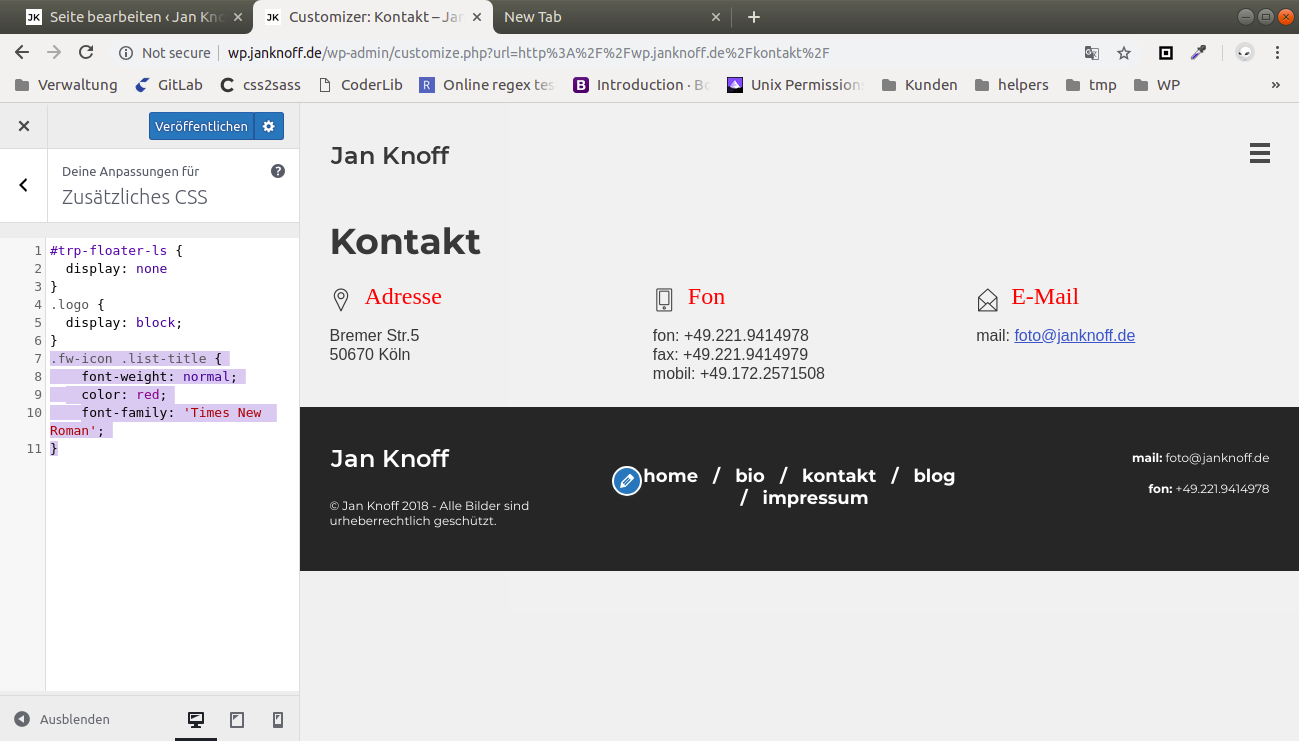 JK Seite bearbeiten ‹ Jan Kno
JK Customizer: Kontakt – Jan
New Tab
Not secure | wp.janknoff.de/wp-admin/customize.php?url=http%3A%2F%2Fwp.janknoff.de%2Fkontakt%2F
Verwaltung GitLab css2sass CoderLib R Online regex tes B Introduction · Bo Unix Permission Kunden helpers tmp WP »
Veröffentlichen
Deine Anpassungen für
Zusätzliches CSS
1 #trp-floater-ls {
2 display: none
3 }
4 .logo {
5 display: block;
6 }
7 .fw-icon .list-title {
8 font-weight: normal;
9 color: red;
10 font-family: 'Times New
Roman';
11 }
Ausblenden
Jan Knoff
Kontakt
Adresse
Bremer Str.5
50670 Köln
Fon
fon: +49.221.9414978
fax: +49.221.9414979
mobil: +49.172.2571508
E-Mail
mail: foto@janknoff.de
Jan Knoff
© Jan Knoff 2018 - Alle Bilder sind
urheberrechtlich geschützt.
home / bio / kontakt / blog
/ impressum
mail: foto@janknoff.de
fon: +49.221.9414978